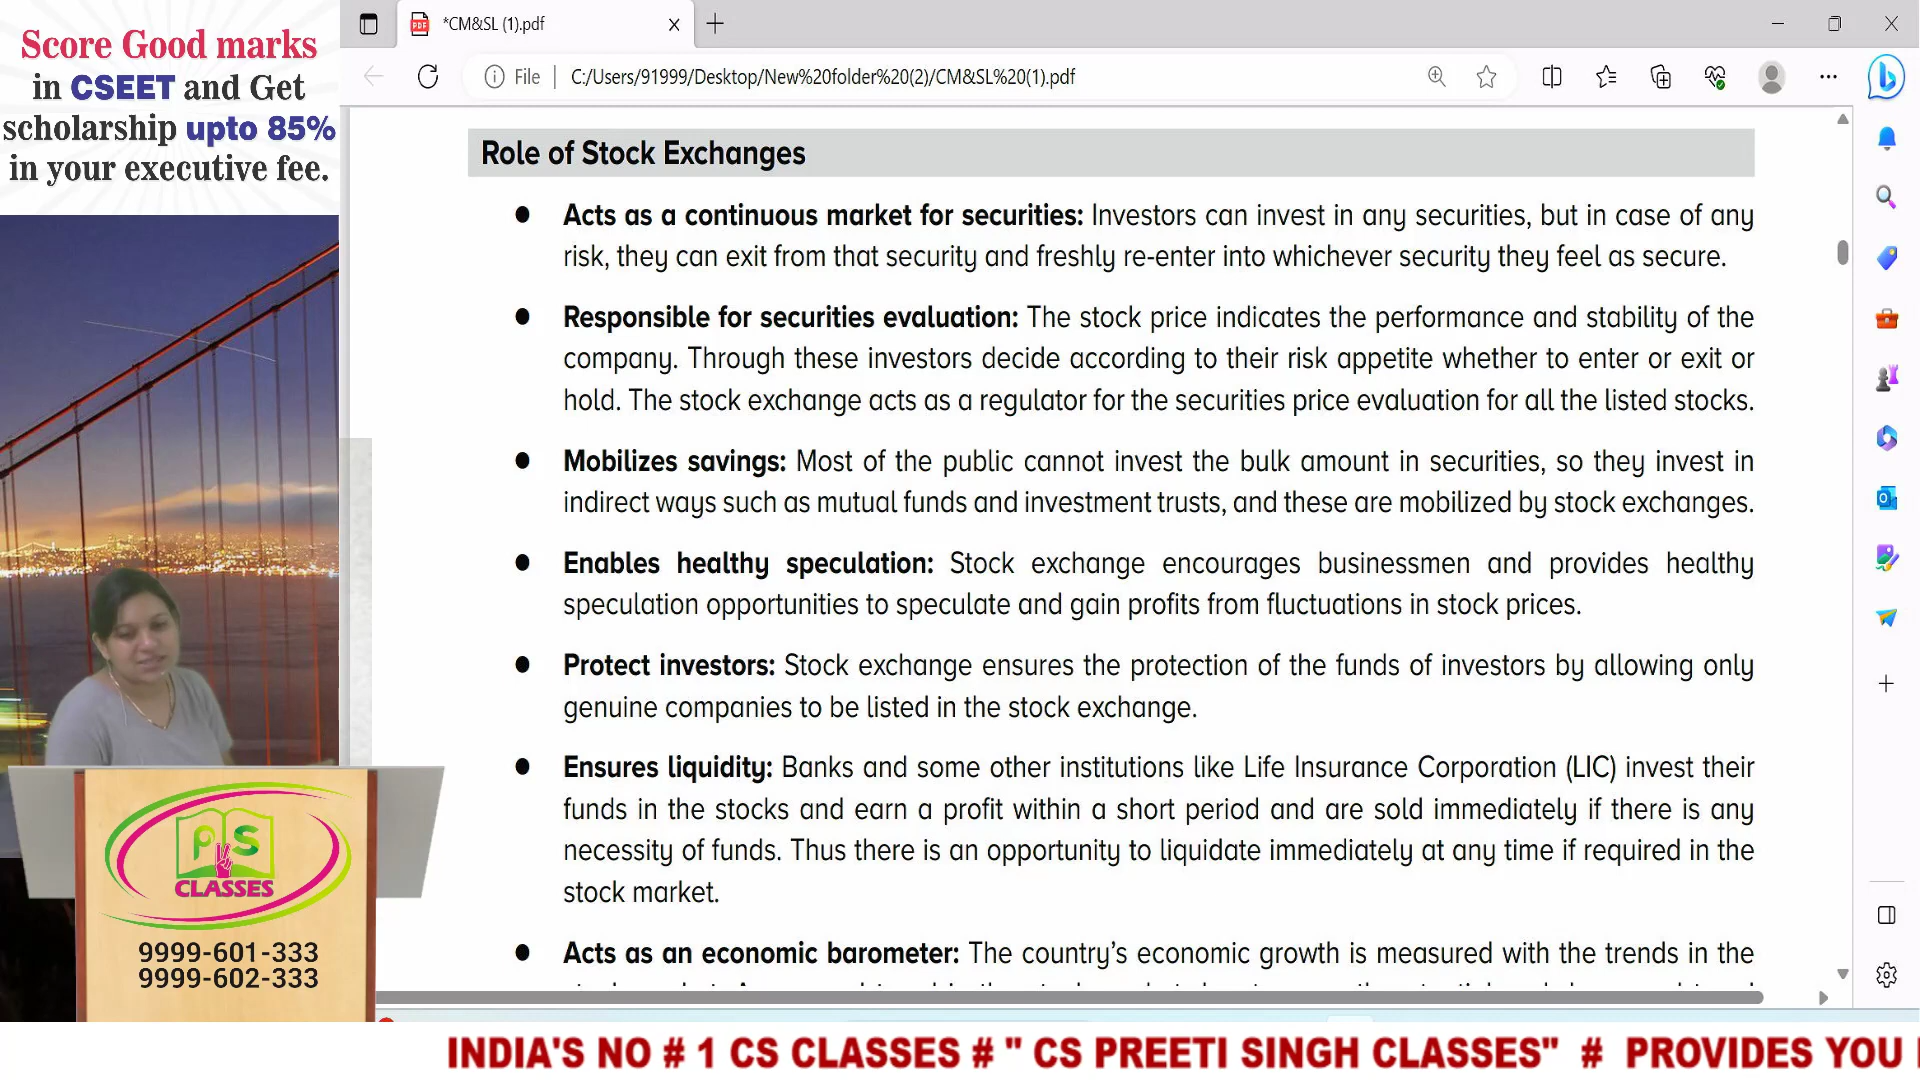 Score Good marks
in CSEET and Get
scholarship upto 85%
in your executive fee.
*CM&SL (1).pdf
File
C:/Users/91999/Desktop/New%20folder%20(2)/CM&SL%20(1).pdf
Role of Stock Exchanges
● Acts as a continuous market for securities: Investors can invest in any securities, but in case of any
risk, they can exit from that security and freshly re-enter into whichever security they feel as secure.
● Responsible for securities evaluation: The stock price indicates the performance and stability of the
company. Through these investors decide according to their risk appetite whether to enter or exit or
hold. The stock exchange acts as a regulator for the securities price evaluation for all the listed stocks.
● Mobilizes savings: Most of the public cannot invest the bulk amount in securities, so they invest in
indirect ways such as mutual funds and investment trusts, and these are mobilized by stock exchanges.
● Enables healthy speculation: Stock exchange encourages businessmen and provides healthy
speculation opportunities to speculate and gain profits from fluctuations in stock prices.
● Protect investors: Stock exchange ensures the protection of the funds of investors by allowing only
genuine companies to be listed in the stock exchange.
● Ensures liquidity: Banks and some other institutions like Life Insurance Corporation (LIC) invest their
funds in the stocks and earn a profit within a short period and are sold immediately if there is any
necessity of funds. Thus there is an opportunity to liquidate immediately at any time if required in the
stock market.
● Acts as an economic barometer: The country's economic growth is measured with the trends in the
PS
CLASSES
9999-601-333
9999-602-333
INDIA'S NO # 1 CS CLASSES # " CS PREETI SINGH CLASSES" # PROVIDES YOU